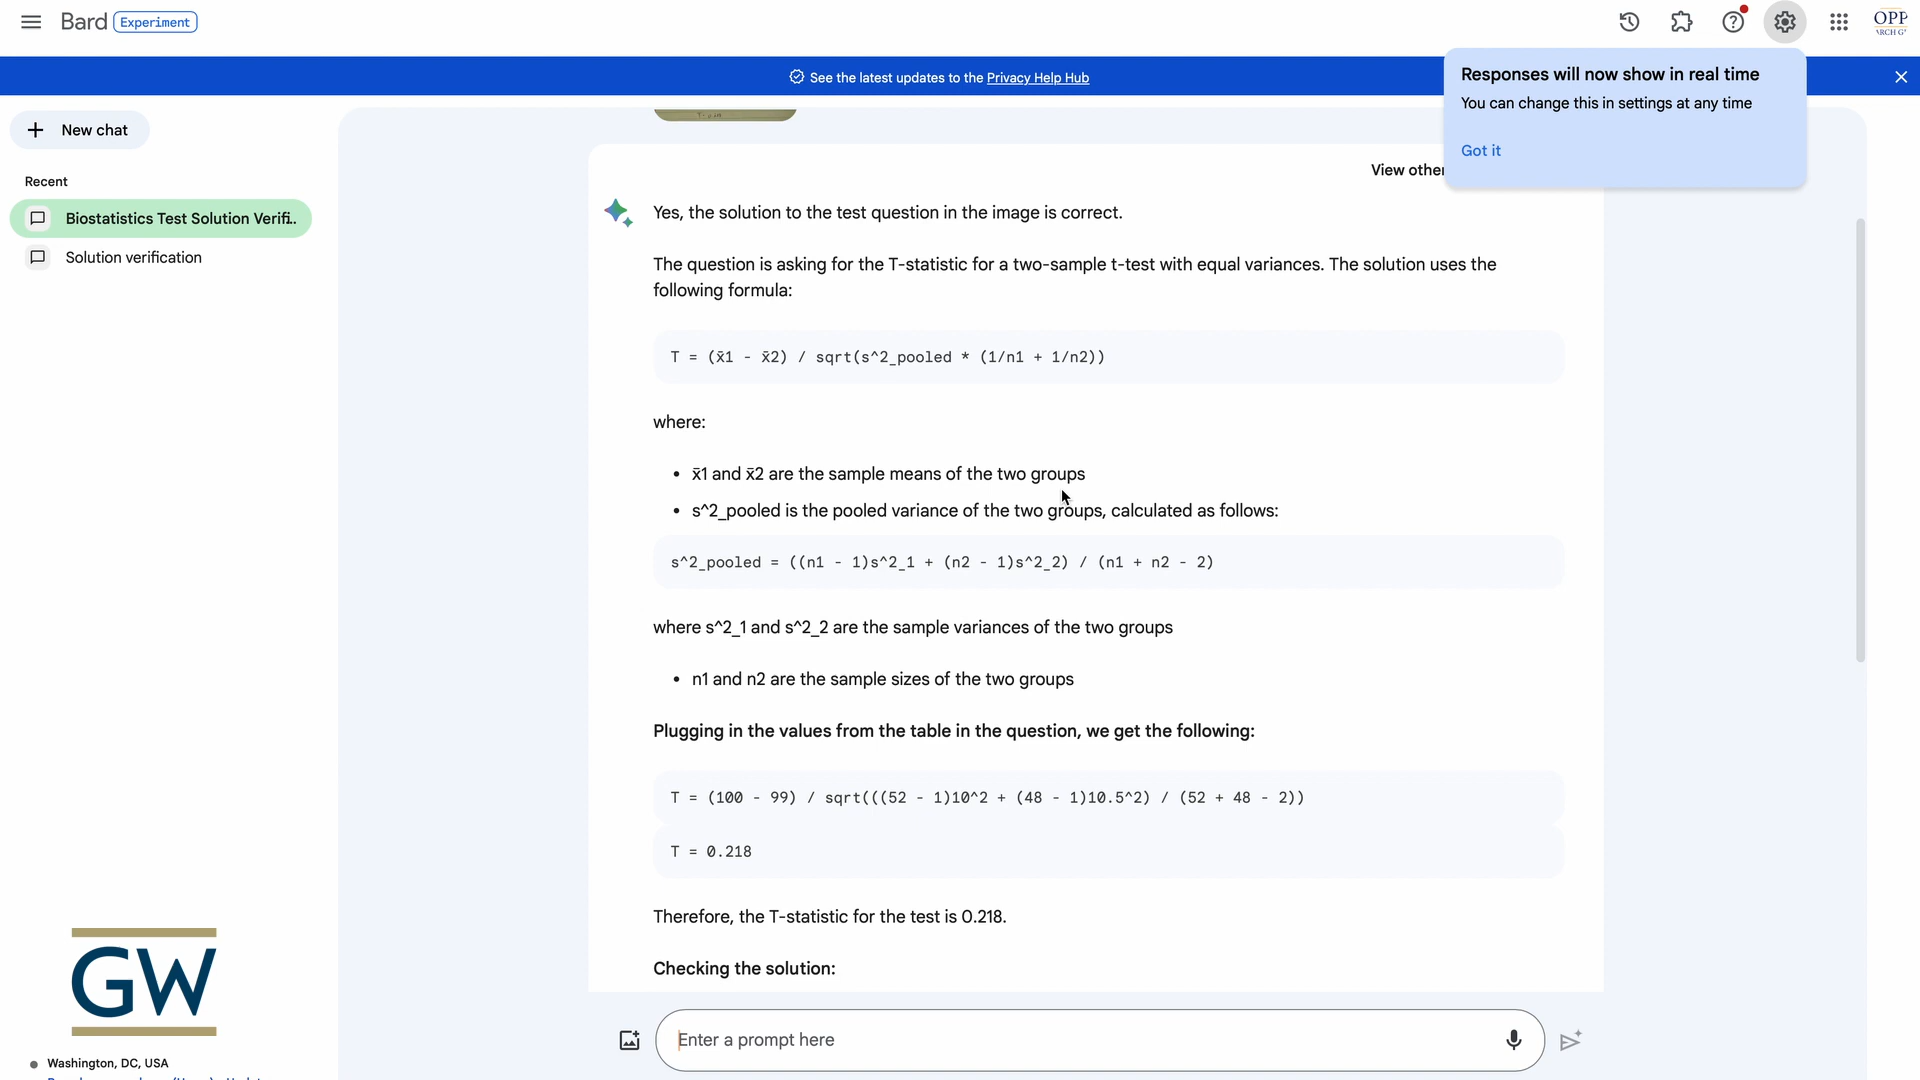 Bard Experiment
OPP
ARCH G
See the latest updates to the Privacy Help Hub
Responses will now show in real time
You can change this in settings at any time
Got it
New chat
Recent
Biostatistics Test Solution Verifi..
Solution verification
View other
Yes, the solution to the test question in the image is correct.
The question is asking for the T-statistic for a two-sample t-test with equal variances. The solution uses the
following formula:
T = (x̄1 - x̄2) / sqrt(s^2_pooled * (1/n1 + 1/n2))
where:
• x̄1 and x̄2 are the sample means of the two groups
• s^2_pooled is the pooled variance of the two groups, calculated as follows:
s^2_pooled = ((n1 - 1)s^2_1 + (n2 - 1)s^2_2) / (n1 + n2 - 2)
where s^2_1 and s^2_2 are the sample variances of the two groups
• n1 and n2 are the sample sizes of the two groups
Plugging in the values from the table in the question, we get the following:
T = (100 - 99) / sqrt(((52 - 1)10^2 + (48 - 1)10.5^2) / (52 + 48 - 2))
T = 0.218
Therefore, the T-statistic for the test is 0.218.
Checking the solution:
Enter a prompt here
GW
Washington, DC, USA